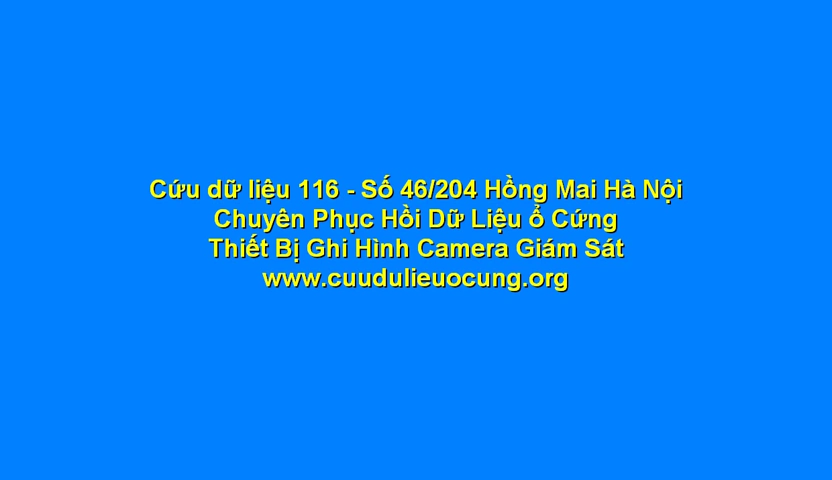 Cứu dữ liệu 116 - Số 46/204 Hồng Mai Hà Nội
Chuyên Phục Hồi Dữ Liệu ổ Cứng
Thiết Bị Ghi Hình Camera Giám Sát
www.cuudulieuocung.org